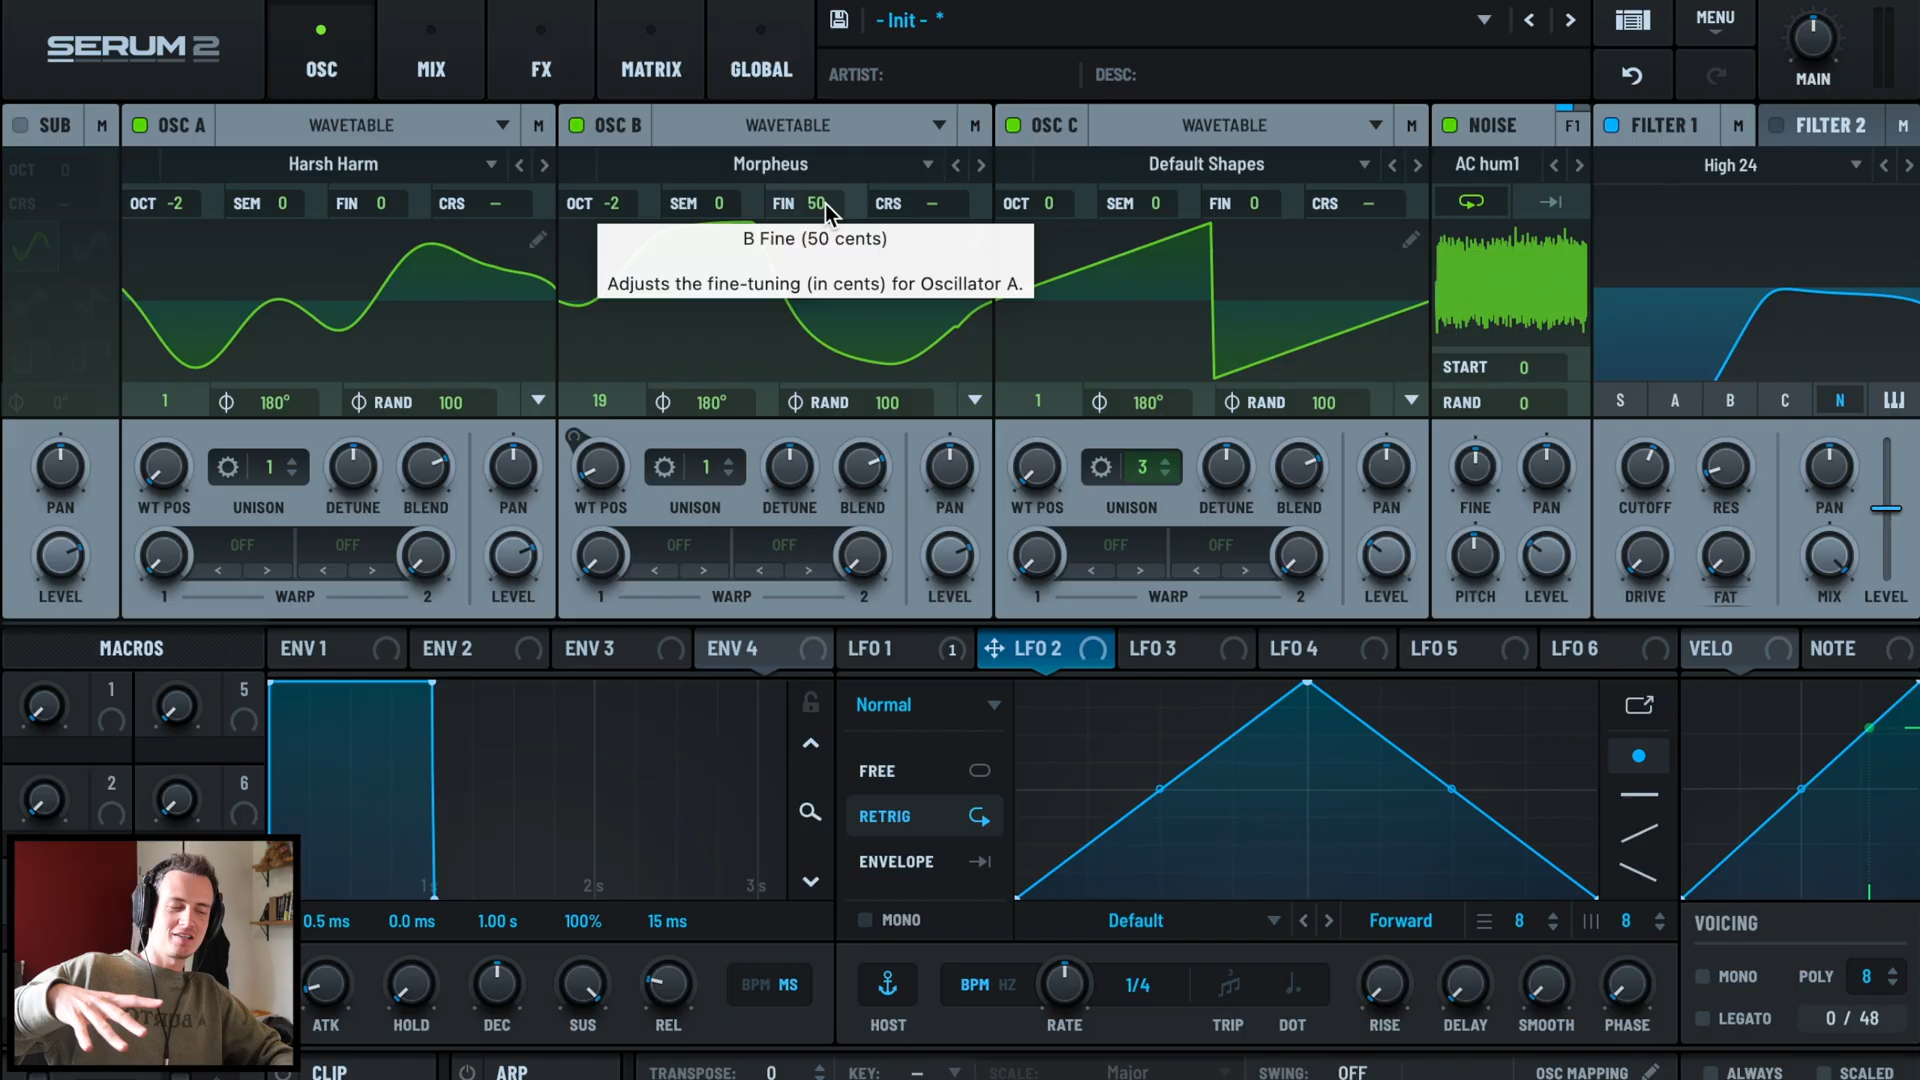 SERUM 2
OSC
MIX
FX
MATRIX
GLOBAL
- Init - *
ARTIST:
DESC:
MENU
MAIN
SUB M
OSC A WAVETABLE M
OSC B WAVETABLE M
OSC C WAVETABLE M
NOISE F1
FILTER 1 M
FILTER 2 M
Harsh Harm
Morpheus
Default Shapes
AC hum1
High 24
OCT 0
CRS –
OCT -2 SEM 0 FIN 0 CRS –
OCT -2 SEM 0 FIN 50 CRS –
OCT 0 SEM 0 FIN 0 CRS –
B Fine (50 cents)
Adjusts the fine-tuning (in cents) for Oscillator A.
START 0
RAND 0
0°
1 180° RAND 100
19 180° RAND 100
1 180° RAND 100
S A B C N
PAN
WT POS 1 UNISON DETUNE BLEND PAN
WT POS 1 UNISON DETUNE BLEND PAN
WT POS 3 UNISON DETUNE BLEND PAN
FINE PAN
CUTOFF RES PAN
LEVEL
OFF OFF
1 WARP 2 LEVEL
OFF OFF
1 WARP 2 LEVEL
OFF OFF
1 WARP 2 LEVEL
PITCH LEVEL
DRIVE FAT MIX LEVEL
MACROS
ENV 1 ENV 2 ENV 3 ENV 4
LFO 1 1 LFO 2 LFO 3 LFO 4 LFO 5 LFO 6
VELO NOTE
1 5
2 6
1 s 2 s 3 s
0.5 ms 0.0 ms 1.00 s 100% 15 ms
ATK HOLD DEC SUS REL
BPM MS
Normal
FREE
RETRIG
ENVELOPE
MONO
Default
Forward 8 8
HOST
BPM HZ
RATE
1/4
3
TRIP DOT
RISE DELAY SMOOTH PHASE
VOICING
MONO POLY 8
LEGATO 0 / 48
CLIP
ARP
TRANSPOSE: 0
KEY: –
SCALE: Major
SWING: OFF
OSC MAPPING
ALWAYS SCALED